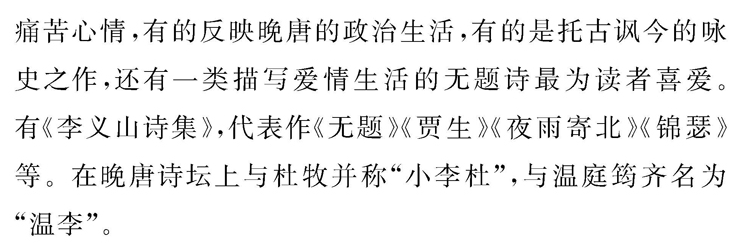 痛苦心情,有的反映晚唐的政治生活,有的是托古讽今的咏
史之作,还有一类描写爱情生活的无题诗最为读者喜爱。
有《李义山诗集》,代表作《无题》《贾生》《夜雨寄北》《锦瑟》
等。在晚唐诗坛上与杜牧并称“小李杜”,与温庭筠齐名为
“温李”。